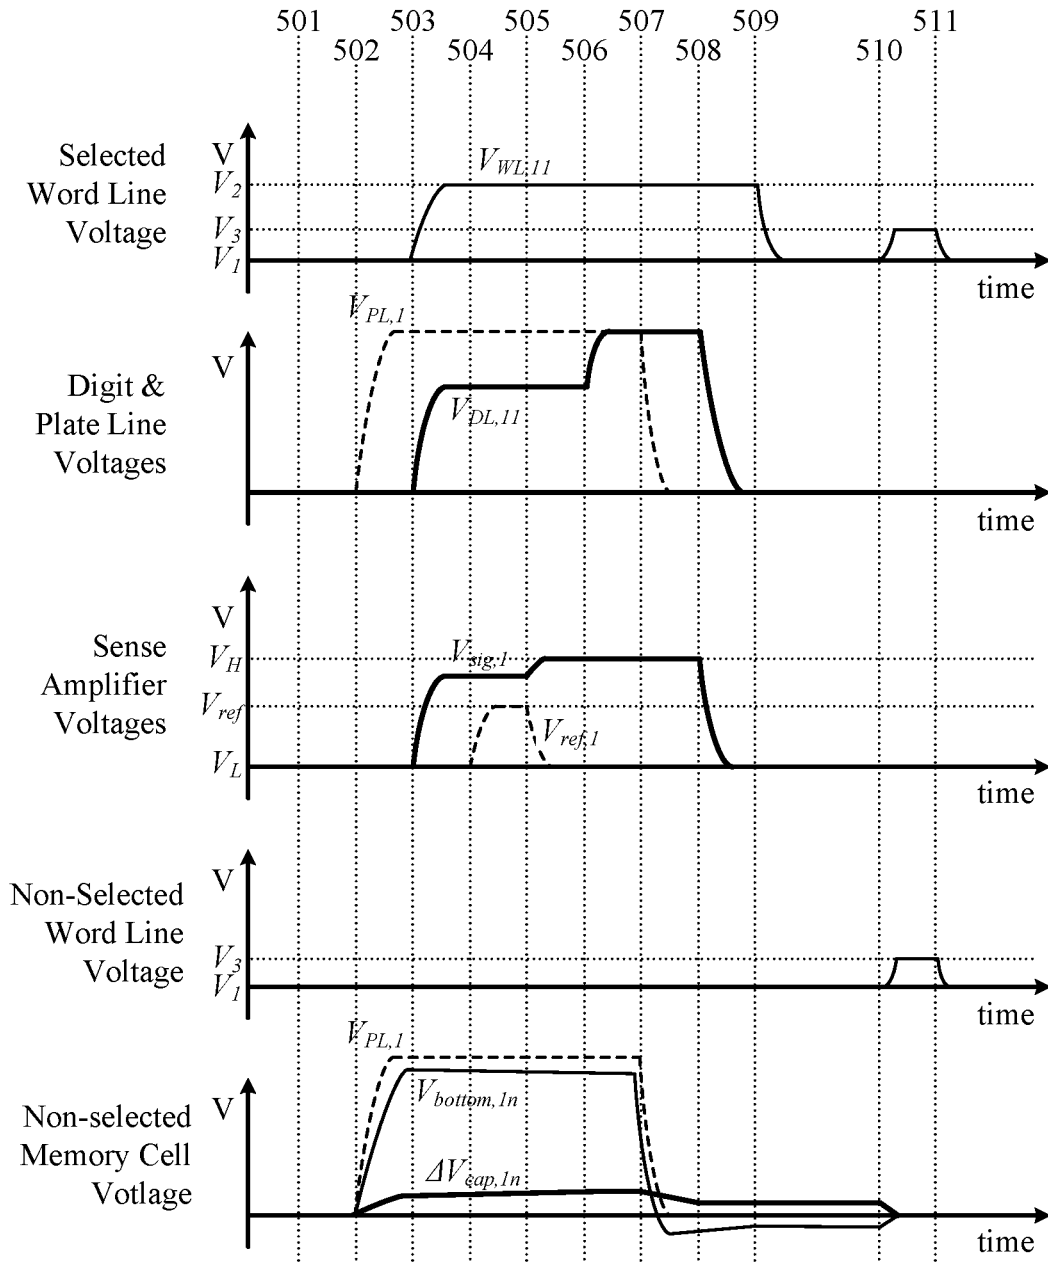 501 503 505 507 509 511
502 504 506 508 510
Selected
Word Line
Voltage
V
V2
V3
V1
VWL,11
time
Digit &
Plate Line
Voltages
V
VPL,1
VDL,11
time
Sense
Amplifier
Voltages
V
VH
Vref
VL
Vsig,1
Vref,1
time
Non-Selected
Word Line
Voltage
V
V3
V1
time
Non-selected
Memory Cell
Votlage
V
VPL,1
Vbottom,1n
ΔVcap,1n
time